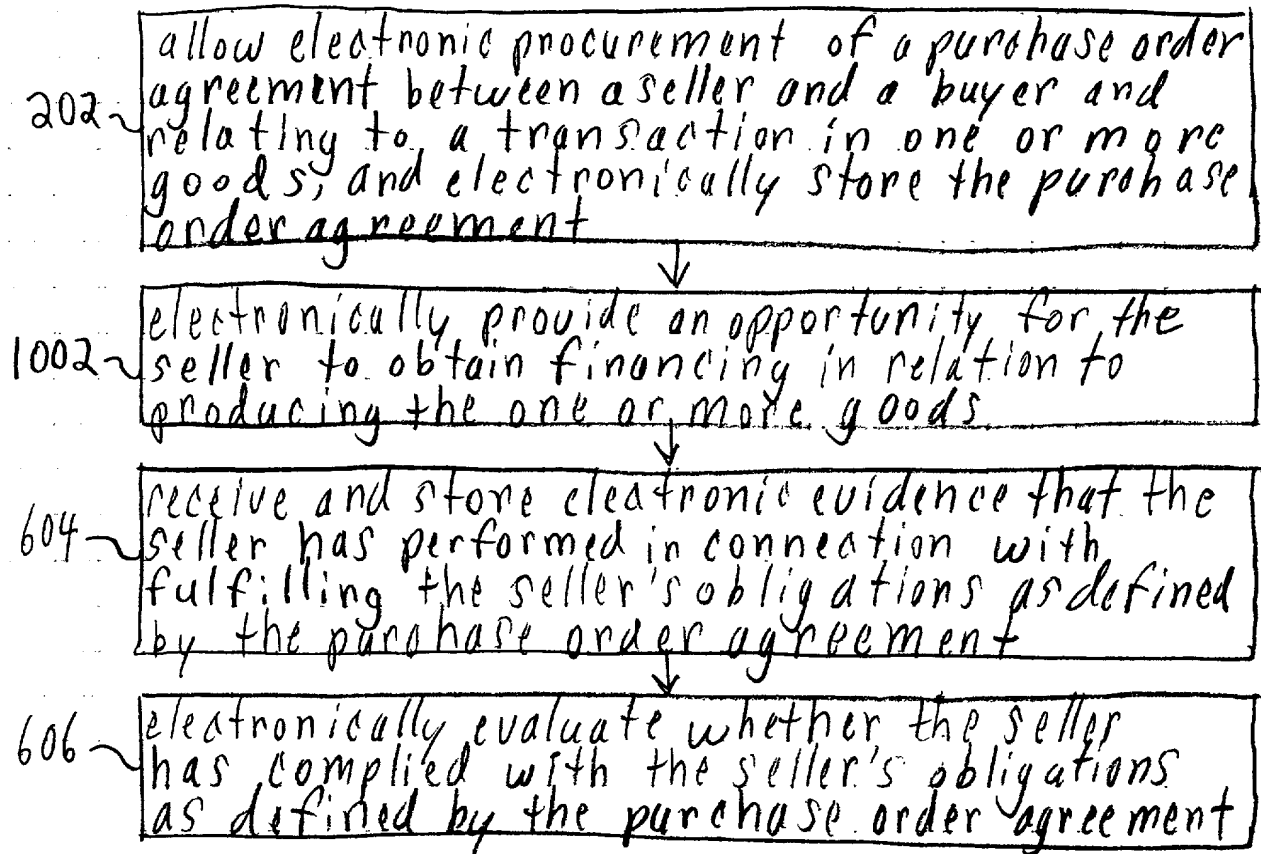 allow electronic procurement of a purchase order
202 agreement between a seller and a buyer and
relating to a transaction in one or more
goods, and electronically store the purchase
order agreement
electronically provide an opportunity for the
1002 seller to obtain financing in relation to
producing the one or more goods
receive and store electronic evidence that the
604 seller has performed in connection with
fulfilling the seller's obligations as defined
by the purchase order agreement
606 electronically evaluate whether the seller
has complied with the seller's obligations
as defined by the purchase order agreement